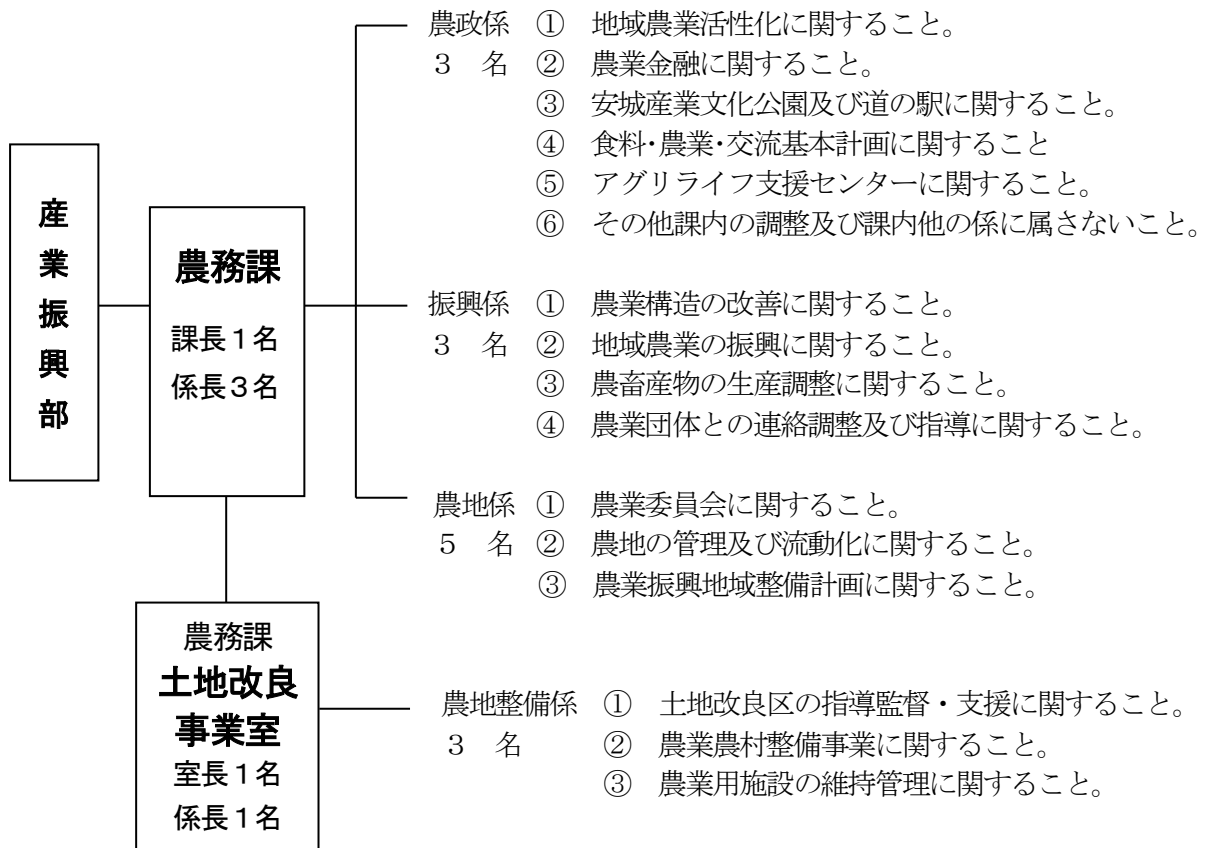 産業振興部
農務課
課長１名
係長３名
農政係 ① 地域農業活性化に関すること。
３ 名 ② 農業金融に関すること。
③ 安城産業文化公園及び道の駅に関すること。
④ 食料・農業・交流基本計画に関すること
⑤ アグリライフ支援センターに関すること。
⑥ その他課内の調整及び課内他の係に属さないこと。
振興係 ① 農業構造の改善に関すること。
３ 名 ② 地域農業の振興に関すること。
③ 農畜産物の生産調整に関すること。
④ 農業団体との連絡調整及び指導に関すること。
農地係 ① 農業委員会に関すること。
５ 名 ② 農地の管理及び流動化に関すること。
③ 農業振興地域整備計画に関すること。
農務課
土地改良
事業室
室長１名
係長１名
農地整備係 ① 土地改良区の指導監督・支援に関すること。
３ 名 ② 農業農村整備事業に関すること。
③ 農業用施設の維持管理に関すること。